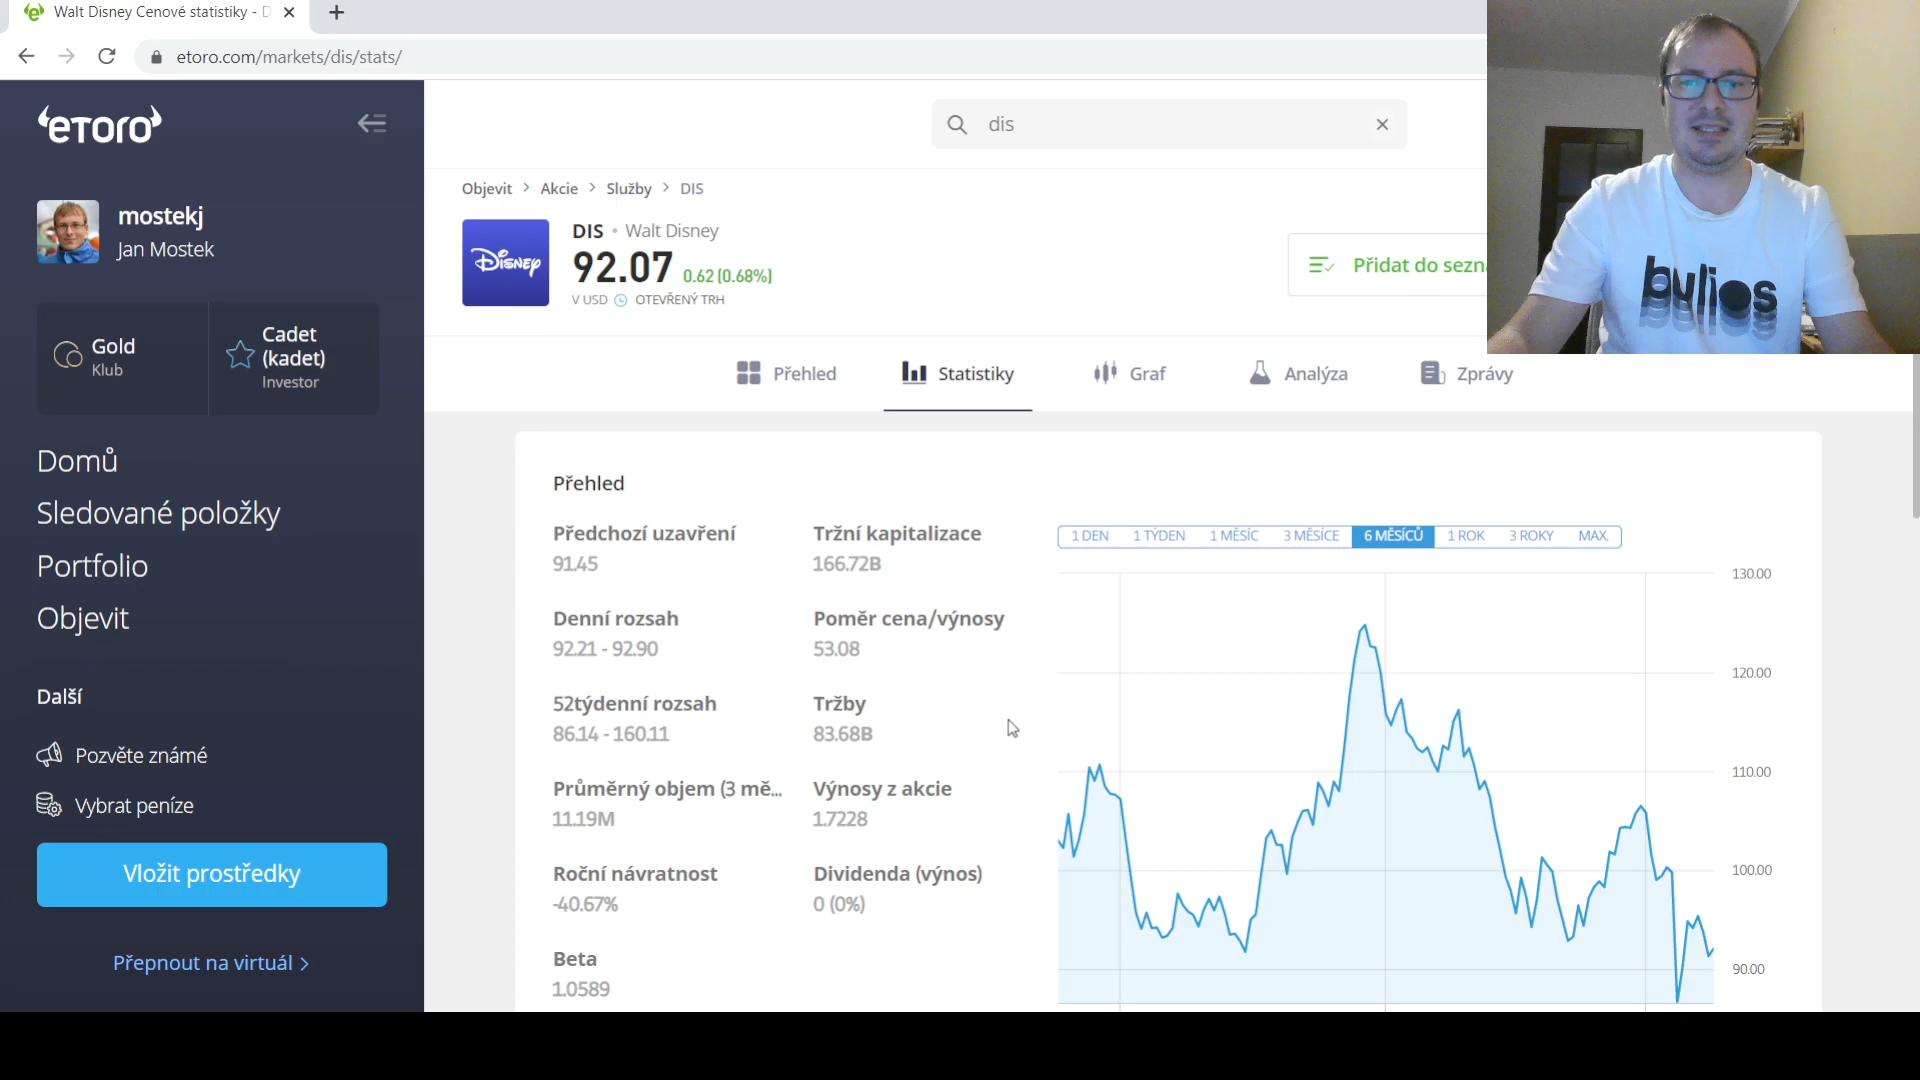 Walt Disney Cenové statistiky - D
etoro.com/markets/dis/stats/
eToro
mostekj
Jan Mostek
Gold
Klub
Cadet
(kadet)
Investor
Domů
Sledované položky
Portfolio
Objevit
Další
Pozvěte známé
Vybrat peníze
Vložit prostředky
Přepnout na virtuál >
dis
Objevit > Akcie > Služby > DIS
Disney
DIS • Walt Disney
92.07 0.62 (0.68%)
V USD OTEVŘENÝ TRH
Přidat do sezn
bulios
Přehled
Statistiky
Graf
Analýza
Zprávy
Přehled
Předchozí uzavření
91.45
Denní rozsah
92.21 - 92.90
52týdenní rozsah
86.14 - 160.11
Průměrný objem (3 mě...
11.19M
Roční návratnost
-40.67%
Beta
1.0589
Tržní kapitalizace
166.72B
Poměr cena/výnosy
53.08
Tržby
83.68B
Výnosy z akcie
1.7228
Dividenda (výnos)
0 (0%)
1 DEN 1 TÝDEN 1 MĚSÍC 3 MĚSÍCE 6 MĚSÍCŮ 1 ROK 3 ROKY MAX.
130.00
120.00
110.00
100.00
90.00